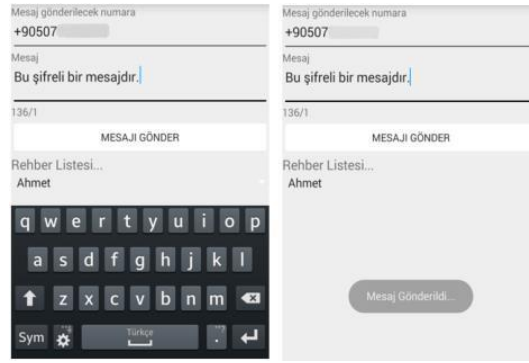 Mesaj gönderilecek numara
+90507
Mesaj
Bu şifreli bir mesajdır.
136/1
MESAJI GÖNDER
Rehber Listesi...
Ahmet
q w e r t y u i o p
a s d f g h j k l
z x c v b n m
Sym Türkçe .
Mesaj gönderilecek numara
+90507
Mesaj
Bu şifreli bir mesajdır.
136/1
MESAJI GÖNDER
Rehber Listesi...
Ahmet
Mesaj Gönderildi...